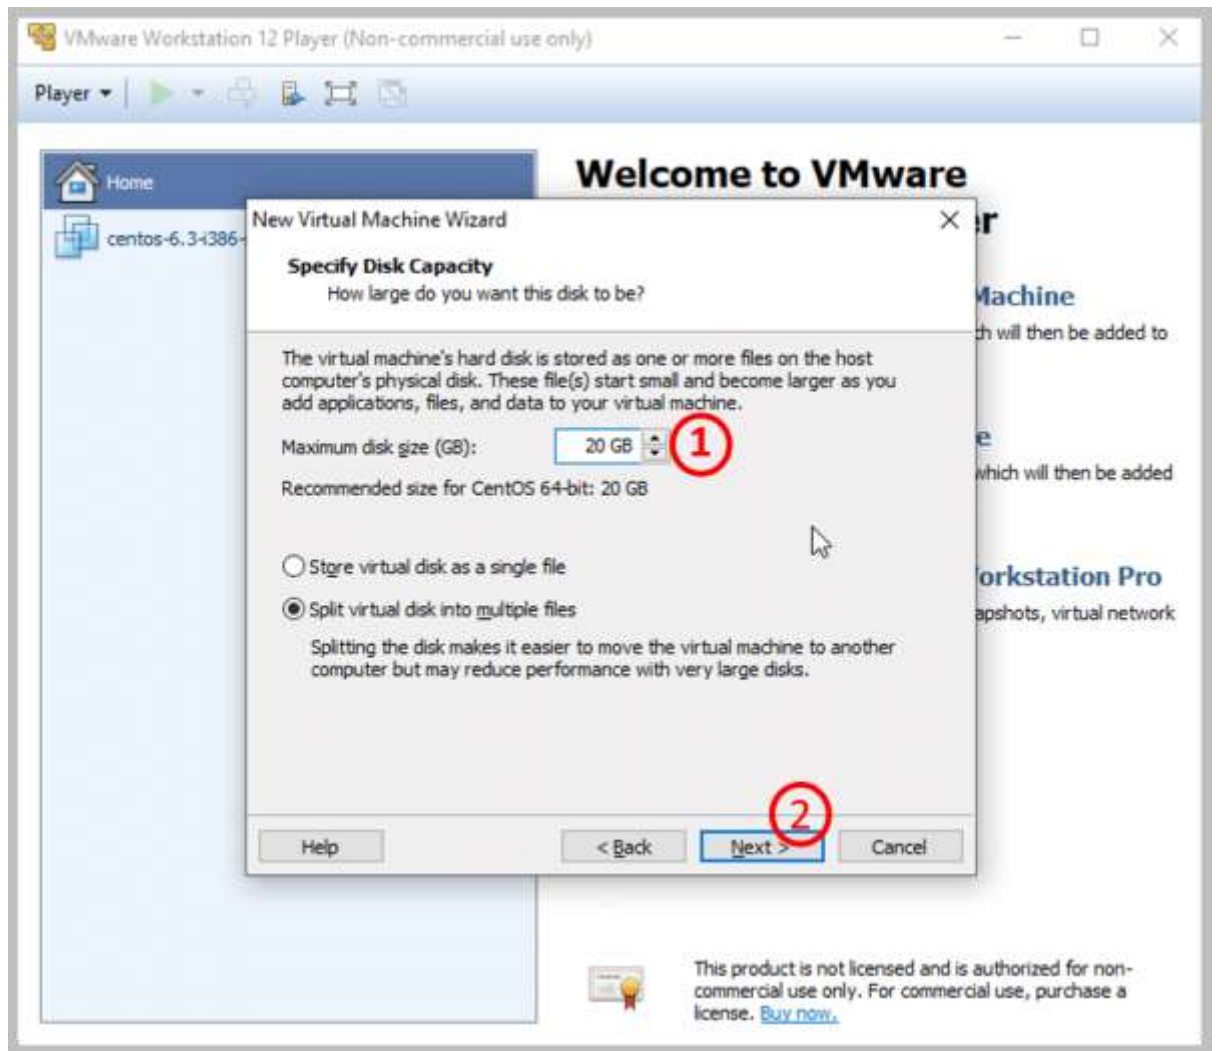 VMware Workstation 12 Player (Non-commercial use only)
Player
Home
centos-6.3-i386-
Welcome to VMware
er
Machine
ch will then be added to
e
which will then be added
orkstation Pro
apshots, virtual network
New Virtual Machine Wizard
Specify Disk Capacity
How large do you want this disk to be?
The virtual machine's hard disk is stored as one or more files on the host
computer's physical disk. These file(s) start small and become larger as you
add applications, files, and data to your virtual machine.
Maximum disk size (GB): 20 GB 1
Recommended size for CentOS 64-bit: 20 GB
Store virtual disk as a single file
Split virtual disk into multiple files
Splitting the disk makes it easier to move the virtual machine to another
computer but may reduce performance with very large disks.
2
Help < Back Next > Cancel
This product is not licensed and is authorized for non-
commercial use only. For commercial use, purchase a
license. Buy now.